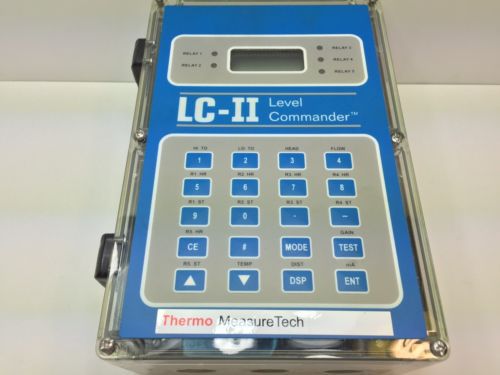 RELAY 1
RELAY 2
RELAY 3
RELAY 4
RELAY 5
LC-II Level Commander™
HI TO LO TO HEAD FLOW
1 2 3 4
R1. HR R2. HR R3. HR R4. HR
5 6 7 8
R1. ST R2. ST R3. ST R4. ST
9 0 - –
R5. HR GAIN
CE # MODE TEST
R5. ST TEMP DIST mA
▲ ▼ DSP ENT
Thermo MeasureTech